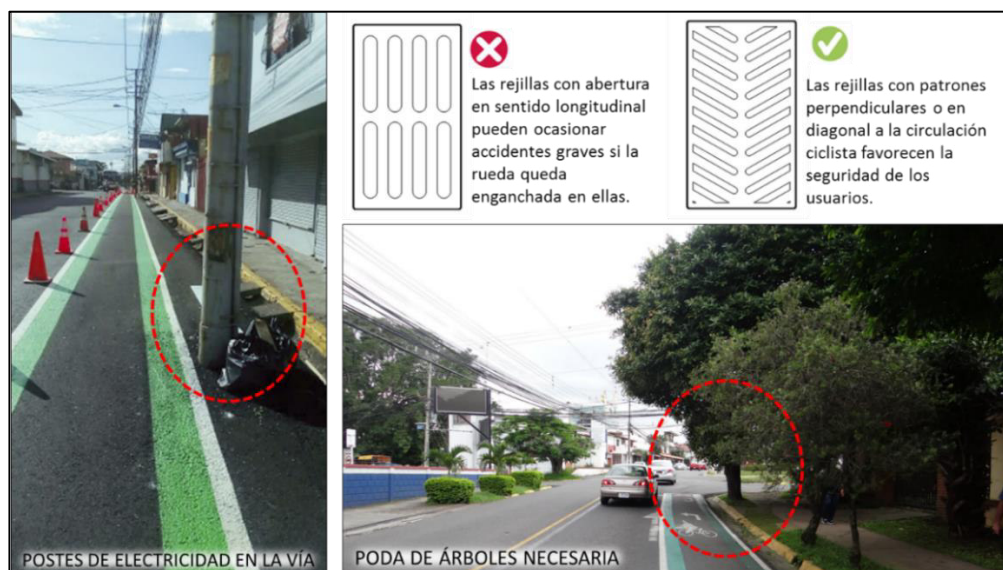 Las rejillas con abertura
en sentido longitudinal
pueden ocasionar
accidentes graves si la
rueda queda
enganchada en ellas.
Las rejillas con patrones
perpendiculares o en
diagonal a la circulación
ciclista favorecen la
seguridad de los
usuarios.
POSTES DE ELECTRICIDAD EN LA VÍA
PODA DE ÁRBOLES NECESARIA